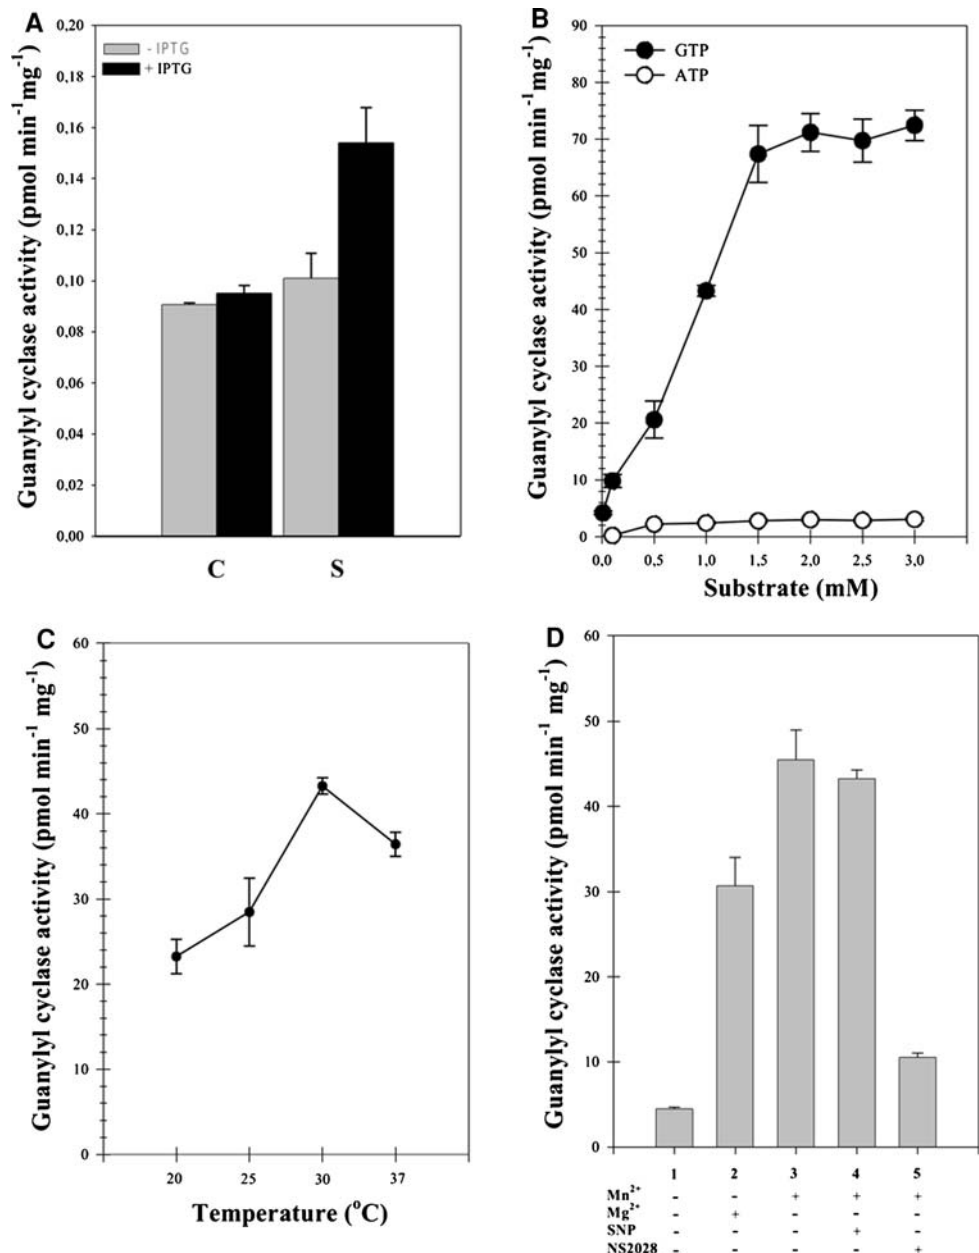 A
Guanylyl cyclase activity (pmol min⁻¹mg⁻¹)
0,20
0,18
0,16
0,14
0,12
0,10
0,08
0,06
0,04
0,02
0,00
- IPTG
+ IPTG
C S
B
Guanylyl cyclase activity (pmol min⁻¹mg⁻¹)
90
80
70
60
50
40
30
20
10
0
GTP
ATP
0,0 0,5 1,0 1,5 2,0 2,5 3,0
Substrate (mM)
C
Guanylyl cyclase activity (pmol min⁻¹ mg⁻¹)
60
50
40
30
20
10
0
20 25 30 37
Temperature (°C)
D
Guanylyl cyclase activity (pmol min⁻¹ mg⁻¹)
60
50
40
30
20
10
0
1 2 3 4 5
Mn²⁺ - - + + +
Mg²⁺ - + - - -
SNP - - - + -
NS2028 - - - - +